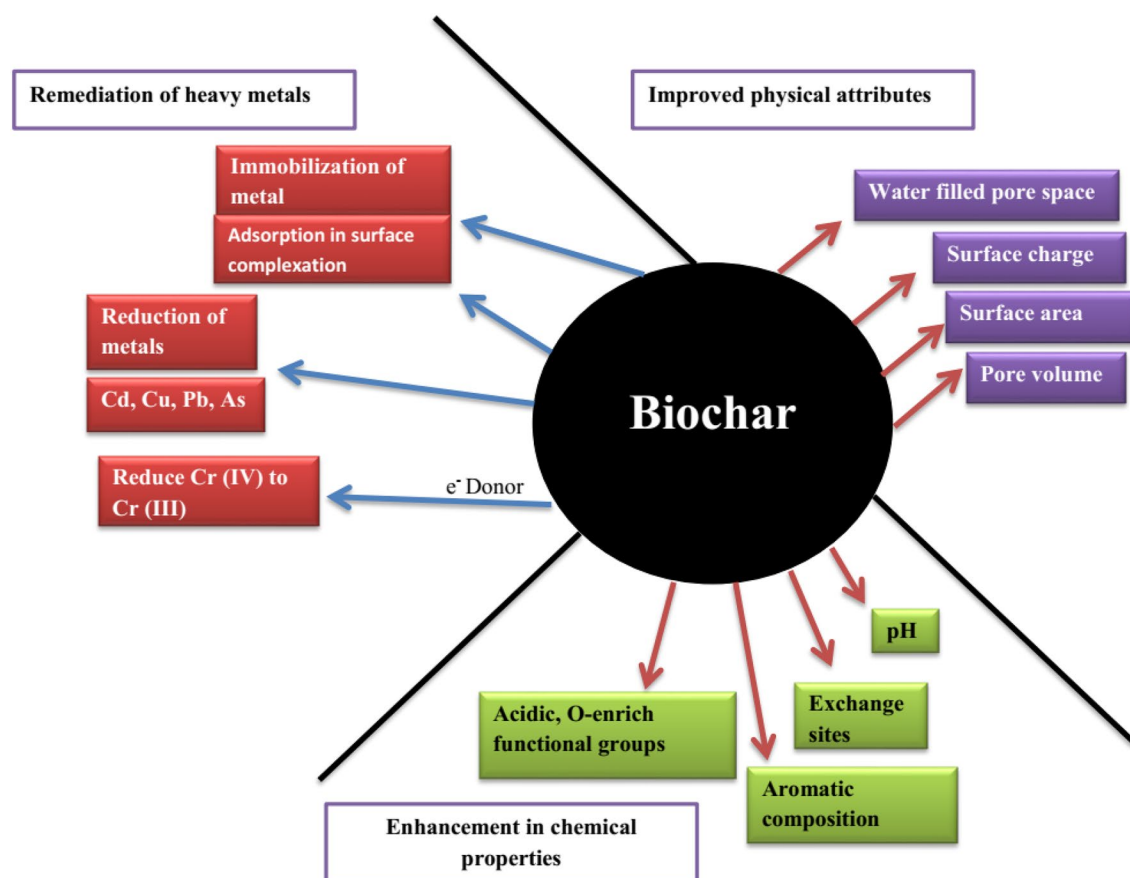 Remediation of heavy metals
Improved physical attributes
Immobilization of
metal
Adsorption in surface
complexation
Reduction of
metals
Cd, Cu, Pb, As
Reduce Cr (IV) to
Cr (III)
e⁻ Donor
Biochar
Water filled pore space
Surface charge
Surface area
Pore volume
pH
Exchange
sites
Acidic, O-enrich
functional groups
Aromatic
composition
Enhancement in chemical
properties